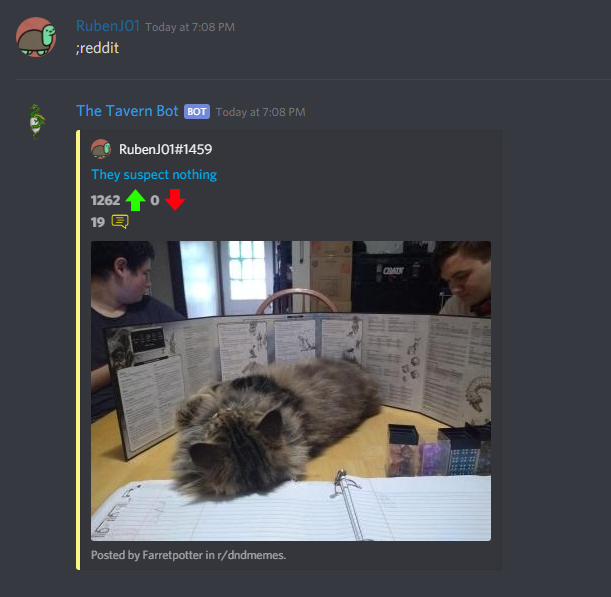 RubenJ01 Today at 7:08 PM
;reddit
The Tavern Bot BOT Today at 7:08 PM
RubenJ01#1459
They suspect nothing
1262 0
19
Posted by Farretpotter in r/dndmemes.